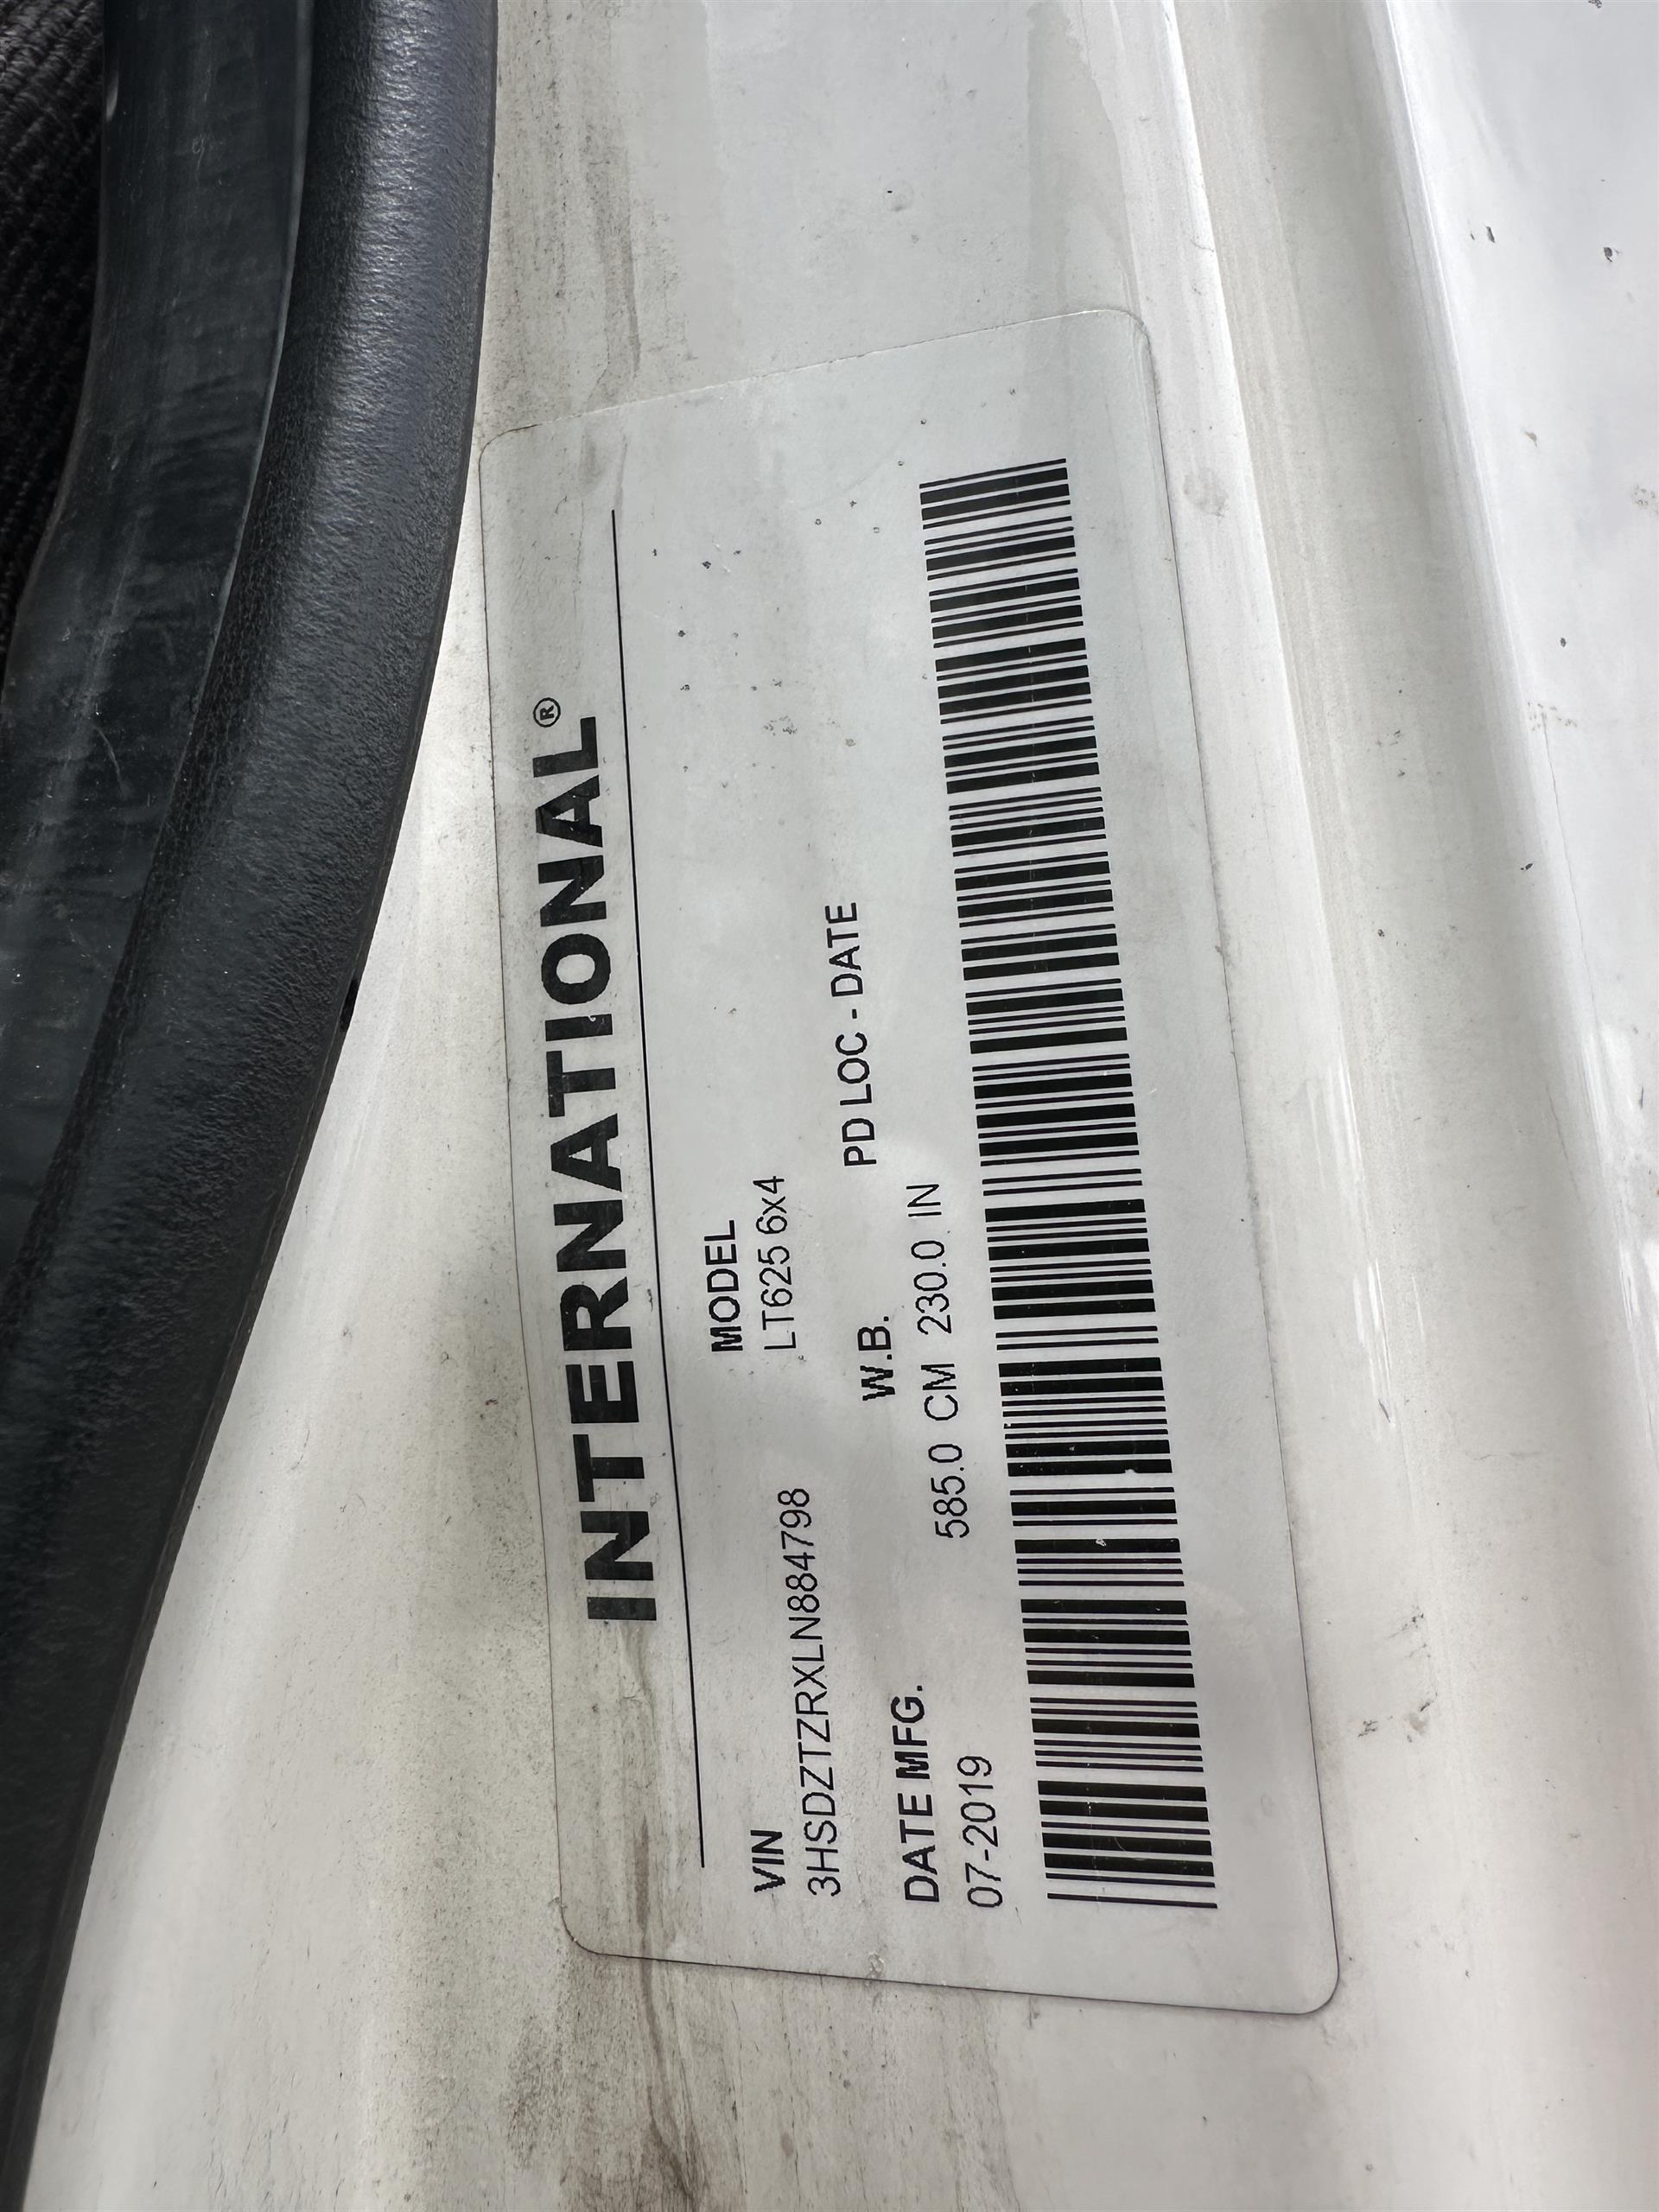 INTERNATIONAL®
VIN MODEL
3HSDZTZRXLN884798 LT625 6x4
DATE MFG. W.B. PD LOC - DATE
07-2019 585.0 CM 230.0 IN